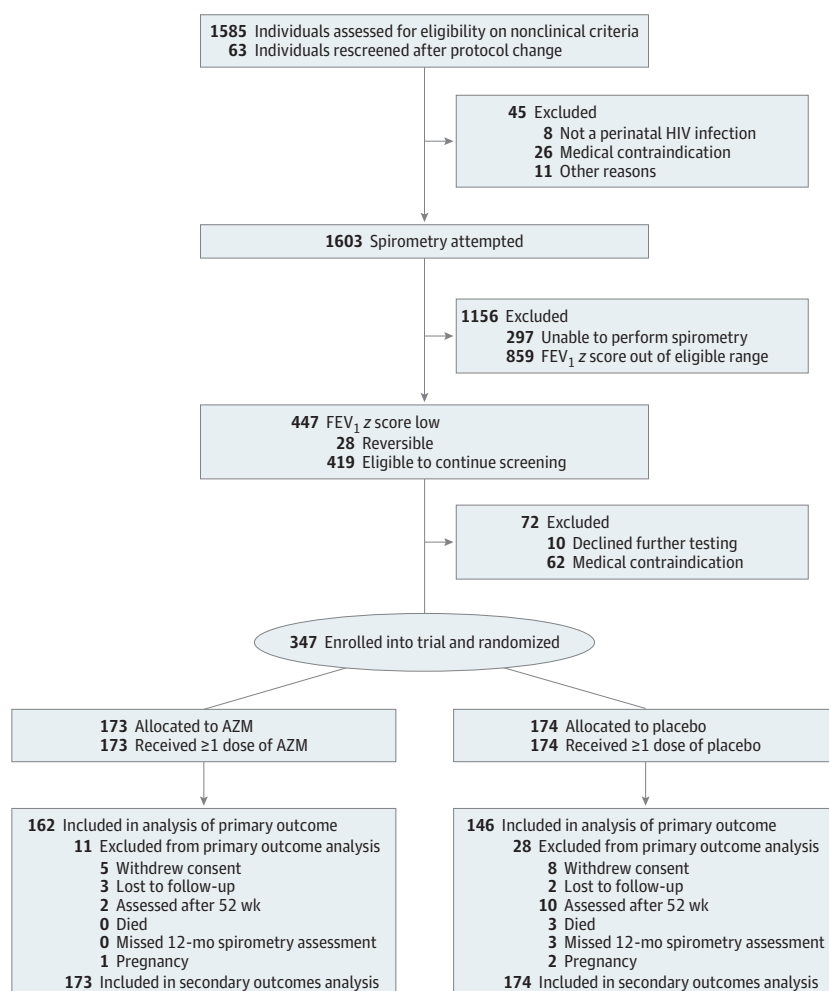 1585 Individuals assessed for eligibility on nonclinical criteria
63 Individuals rescreened after protocol change
45 Excluded
8 Not a perinatal HIV infection
26 Medical contraindication
11 Other reasons
1603 Spirometry attempted
1156 Excluded
297 Unable to perform spirometry
859 FEV1 z score out of eligible range
447 FEV1 z score low
28 Reversible
419 Eligible to continue screening
72 Excluded
10 Declined further testing
62 Medical contraindication
347 Enrolled into trial and randomized
173 Allocated to AZM
173 Received ≥1 dose of AZM
174 Allocated to placebo
174 Received ≥1 dose of placebo
162 Included in analysis of primary outcome
11 Excluded from primary outcome analysis
5 Withdrew consent
3 Lost to follow-up
2 Assessed after 52 wk
0 Died
0 Missed 12-mo spirometry assessment
1 Pregnancy
173 Included in secondary outcomes analysis
146 Included in analysis of primary outcome
28 Excluded from primary outcome analysis
8 Withdrew consent
2 Lost to follow-up
10 Assessed after 52 wk
3 Died
3 Missed 12-mo spirometry assessment
2 Pregnancy
174 Included in secondary outcomes analysis